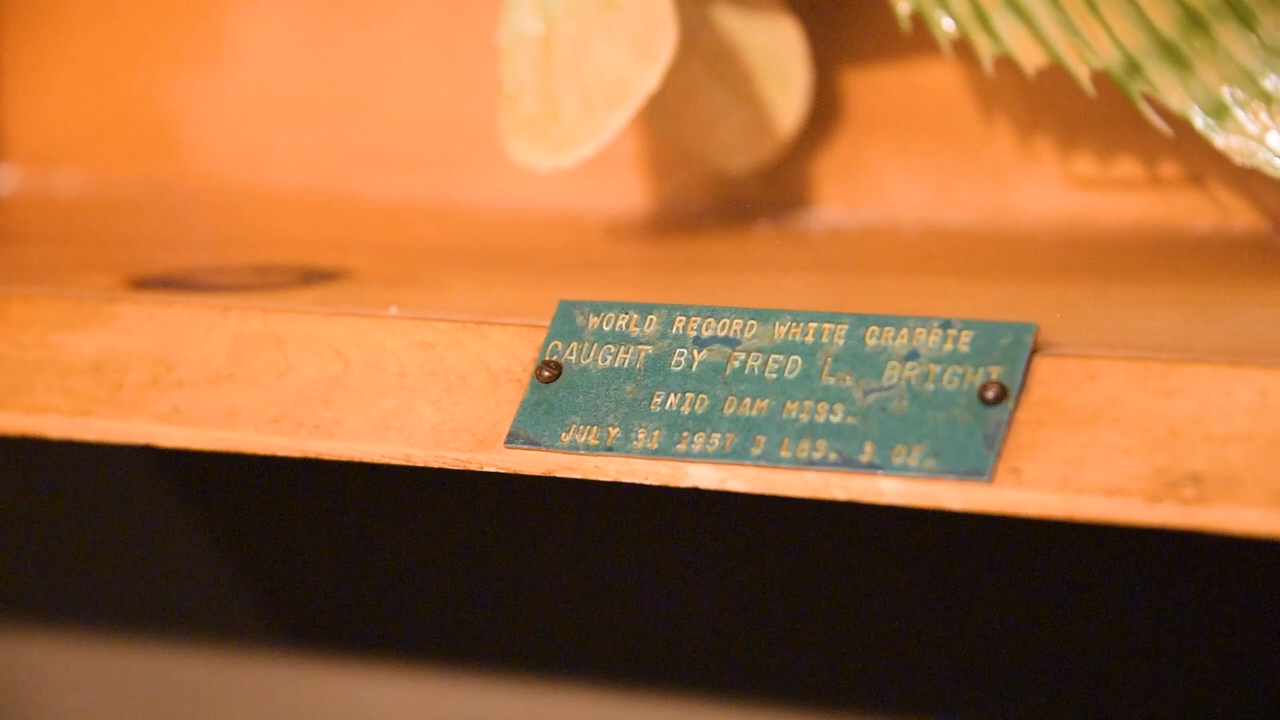 WORLD RECORD WHITE CRAPPIE
CAUGHT BY FRED L. BRIGHT
ENID DAM MISS.
JULY 31 1957 5 LBS. 3 OZ.